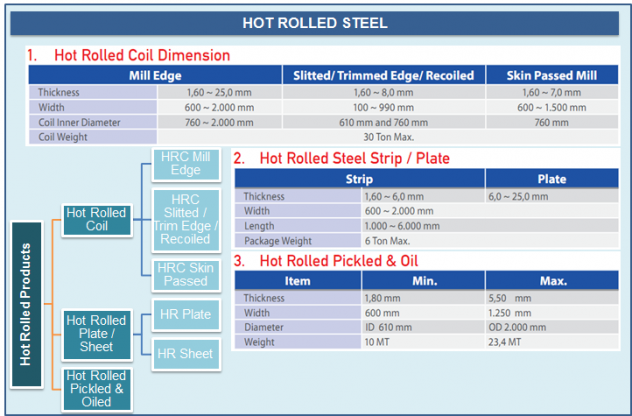 HOT ROLLED STEEL
1. Hot Rolled Coil Dimension
Mill Edge Slitted/ Trimmed Edge/ Recoiled Skin Passed Mill
Thickness 1,60 ~ 25,0 mm 1,60 ~ 8,0 mm 1,60 ~ 7,0 mm
Width 600 ~ 2.000 mm 100 ~ 990 mm 600 ~ 1.500 mm
Coil Inner Diameter 760 ~ 2.000 mm 610 mm and 760 mm 760 mm
Coil Weight 30 Ton Max.
Hot Rolled Products
Hot Rolled
Coil
HRC Mill
Edge
HRC
Slitted /
Trim Edge /
Recoiled
HRC Skin
Passed
Hot Rolled
Plate /
Sheet
HR Plate
HR Sheet
Hot Rolled
Pickled &
Oiled
2. Hot Rolled Steel Strip / Plate
Strip Plate
Thickness 1,60 ~ 6,0 mm 6,0 ~ 25,0 mm
Width 600 ~ 2.000 mm
Length 1.000 ~ 6.000 mm
Package Weight 6 Ton Max.
3. Hot Rolled Pickled & Oil
Item Min. Max.
Thickness 1,80 mm 5,50 mm
Width 600 mm 1.250 mm
Diameter ID 610 mm OD 2.000 mm
Weight 10 MT 23,4 MT